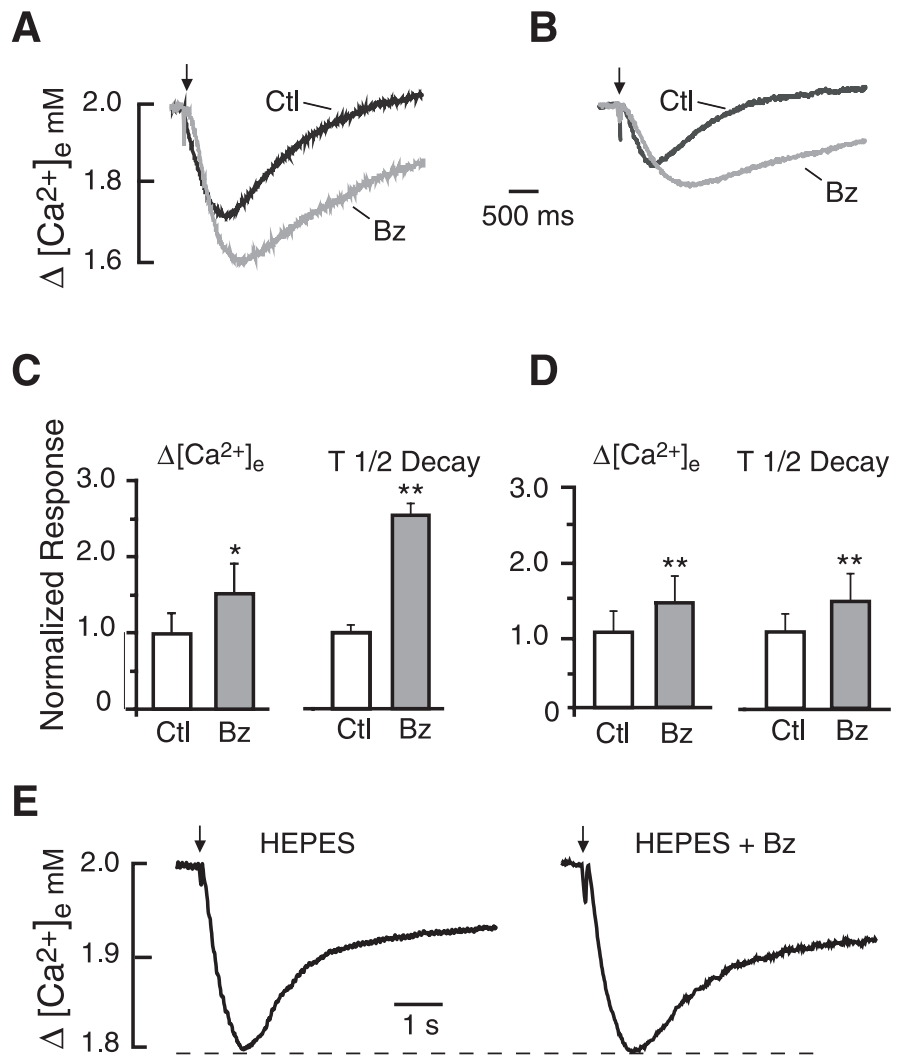 A
B
Δ [Ca²⁺]ₑ mM
2.0
1.8
1.6
Ctl
Bz
500 ms
Ctl
Bz
C
D
Normalized Response
Δ[Ca²⁺]ₑ
T 1/2 Decay
3.0
2.0
1.0
0
*
**
Ctl
Bz
Ctl
Bz
Δ[Ca²⁺]ₑ
T 1/2 Decay
3.0
2.0
1.0
0
**
**
Ctl
Bz
Ctl
Bz
E
Δ [Ca²⁺]ₑ mM
2.0
1.9
1.8
HEPES
1 s
HEPES + Bz